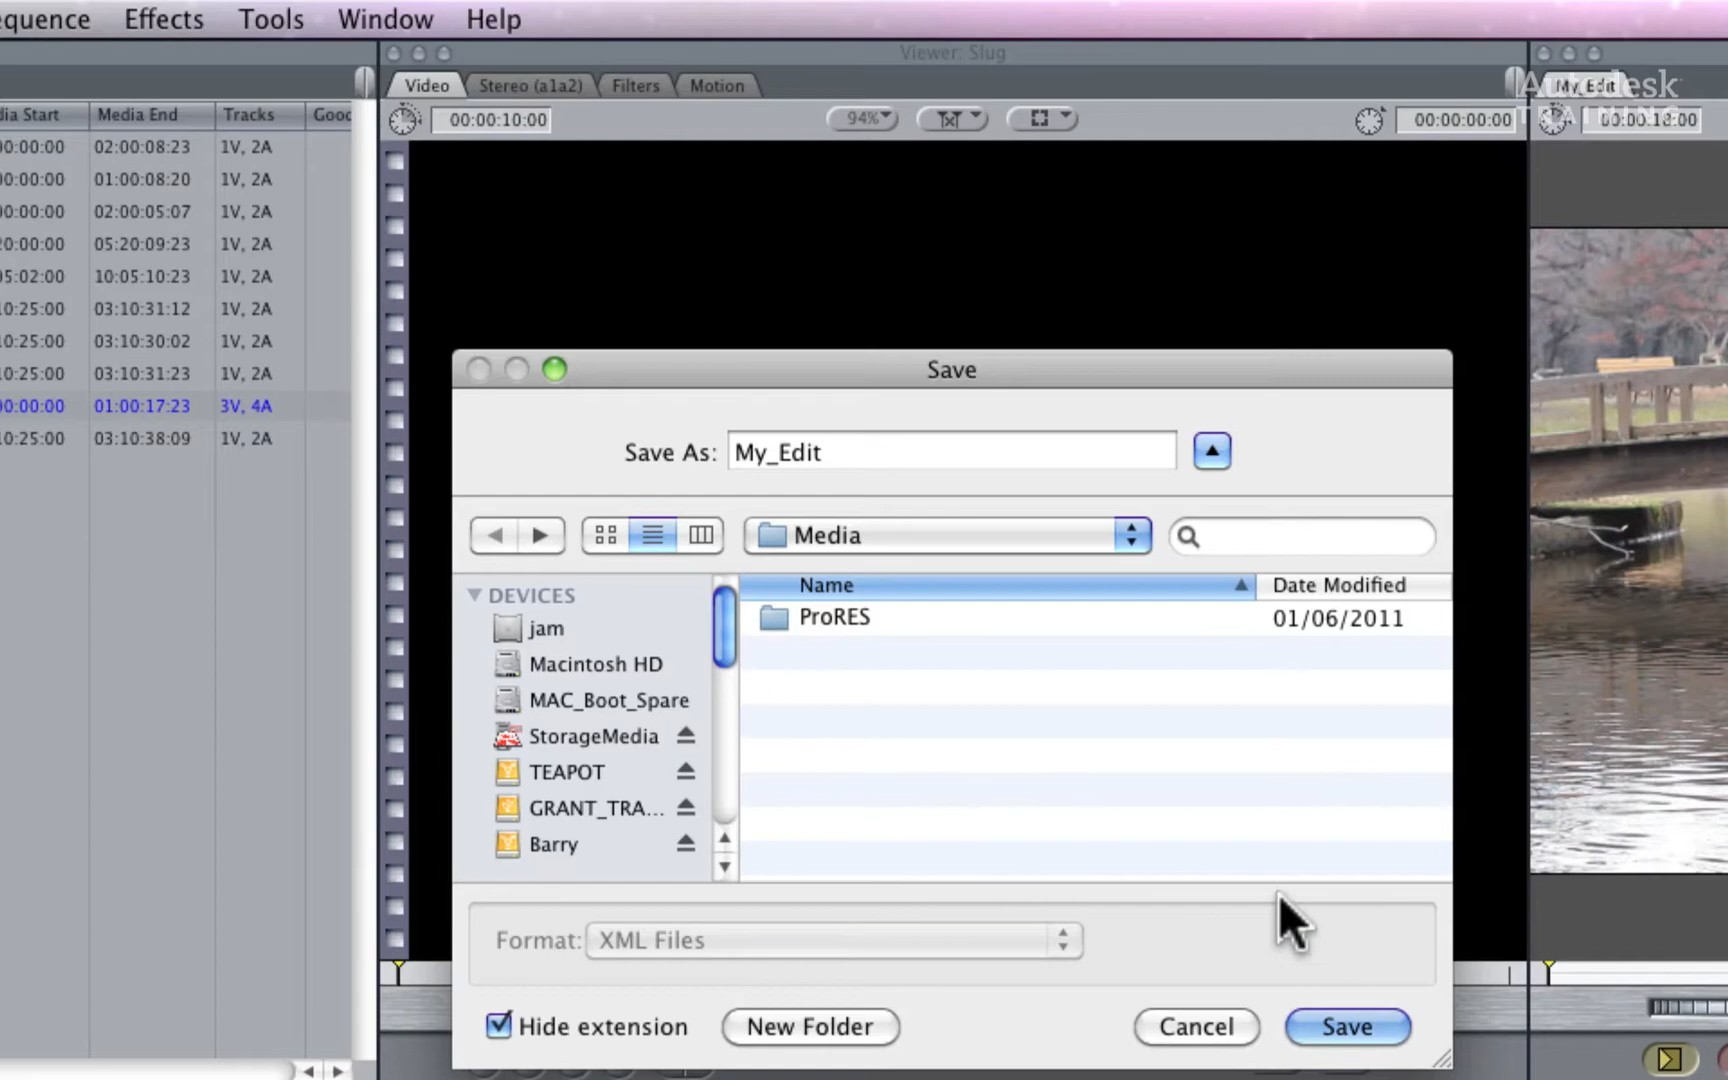 equence Effects Tools Window Help
Viewer: Slug
Video Stereo (a1a2) Filters Motion
My_Edit
Autodesk
TRAINING
00:00:10:00 94% 00:00:00:00 00:00:18:00
dia Start Media End Tracks Good
00:00:00 02:00:08:23 1V, 2A
00:00:00 01:00:08:20 1V, 2A
00:00:00 02:00:05:07 1V, 2A
20:00:00 05:20:09:23 1V, 2A
05:02:00 10:05:10:23 1V, 2A
10:25:00 03:10:31:12 1V, 2A
10:25:00 03:10:30:02 1V, 2A
10:25:00 03:10:31:23 1V, 2A
00:00:00 01:00:17:23 3V, 4A
10:25:00 03:10:38:09 1V, 2A
Save
Save As: My_Edit
Media
Name Date Modified
ProRES 01/06/2011
DEVICES
jam
Macintosh HD
MAC_Boot_Spare
StorageMedia
TEAPOT
GRANT_TRA...
Barry
Format: XML Files
Hide extension New Folder Cancel Save